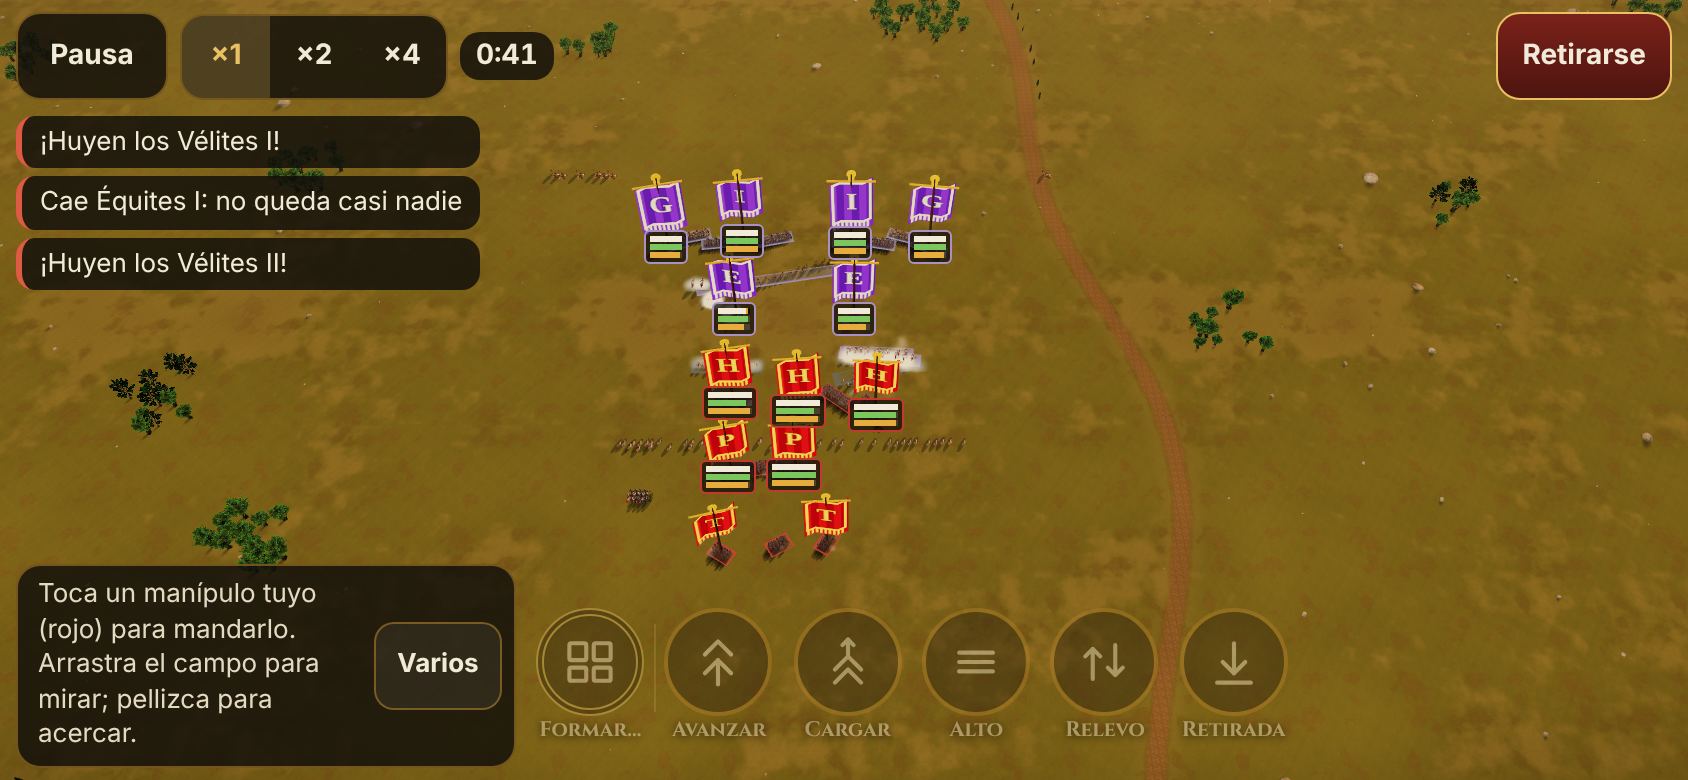 Pausa
×1
×2
×4
0:41
Retirarse
¡Huyen los Vélites I!
Cae Équites I: no queda casi nadie
¡Huyen los Vélites II!
G
I
I
G
E
E
H
H
H
P
P
T
T
Toca un manípulo tuyo
(rojo) para mandarlo.
Arrastra el campo para
mirar; pellizca para
acercar.
Varios
FORMAR...
AVANZAR
CARGAR
ALTO
RELEVO
RETIRADA